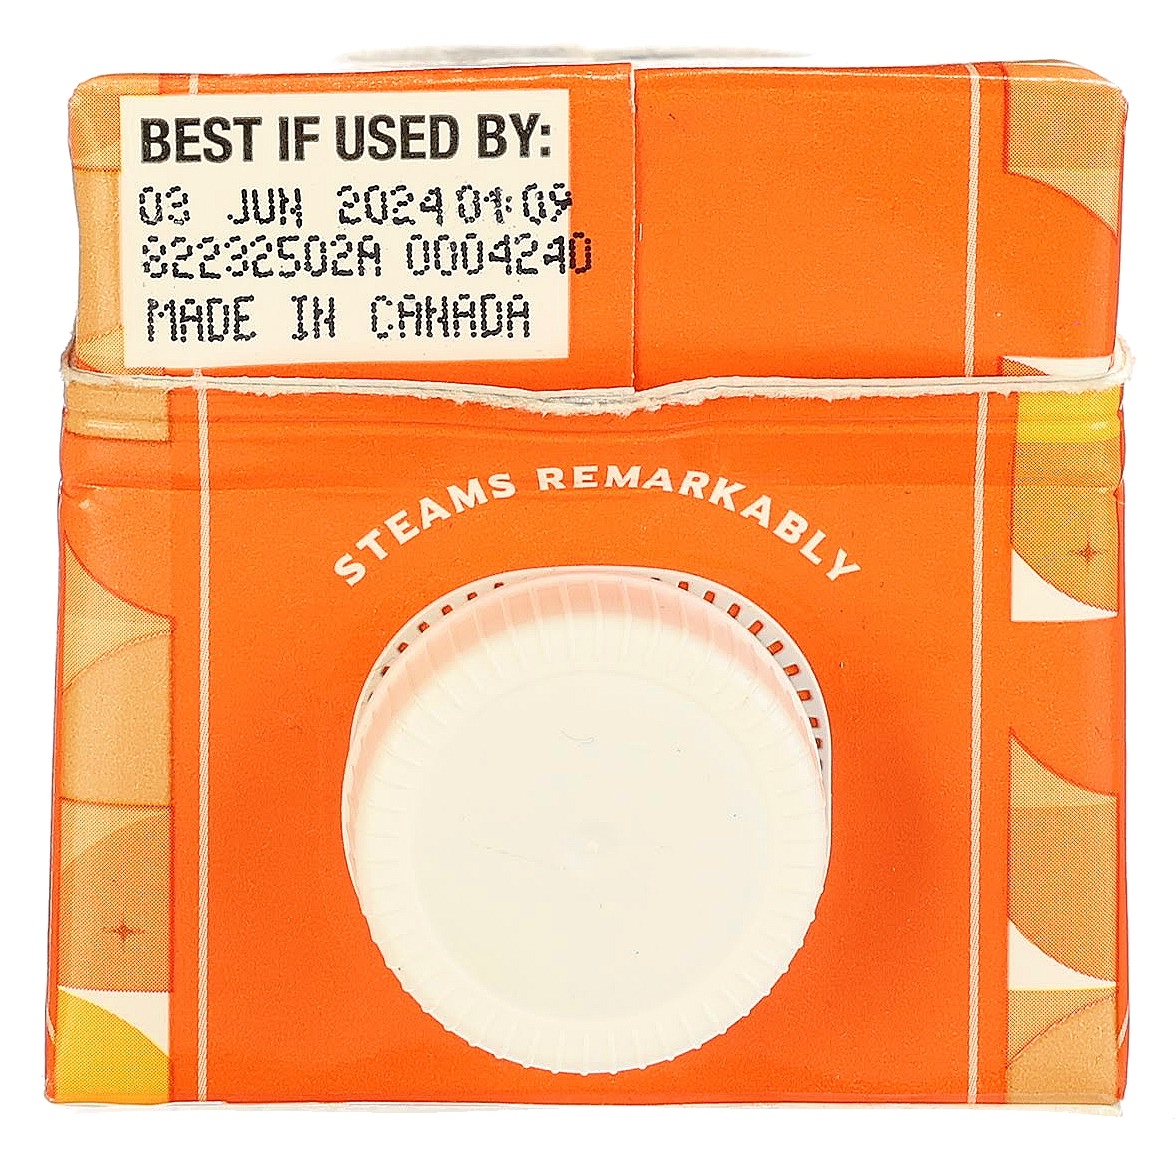 BEST IF USED BY:
03 JUN 2024 01:09
82232502A 0004240
MADE IN CANADA
STEAMS REMARKABLY